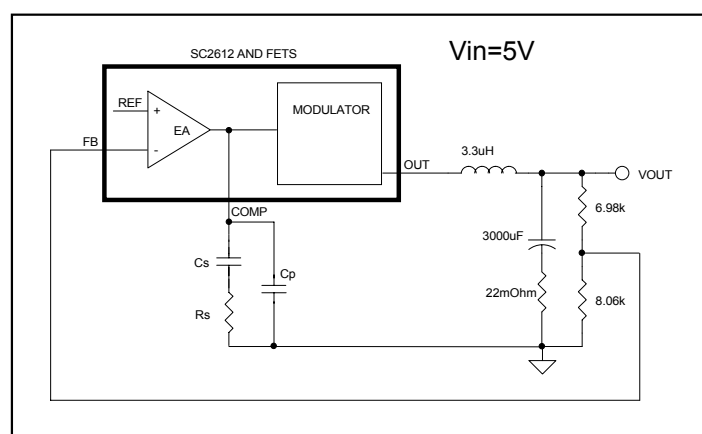 SC2612 AND FETS
Vin=5V
REF
+
EA
-
MODULATOR
FB
OUT
3.3uH
VOUT
COMP
6.98k
3000uF
Cs
Cp
22mOhm
8.06k
Rs